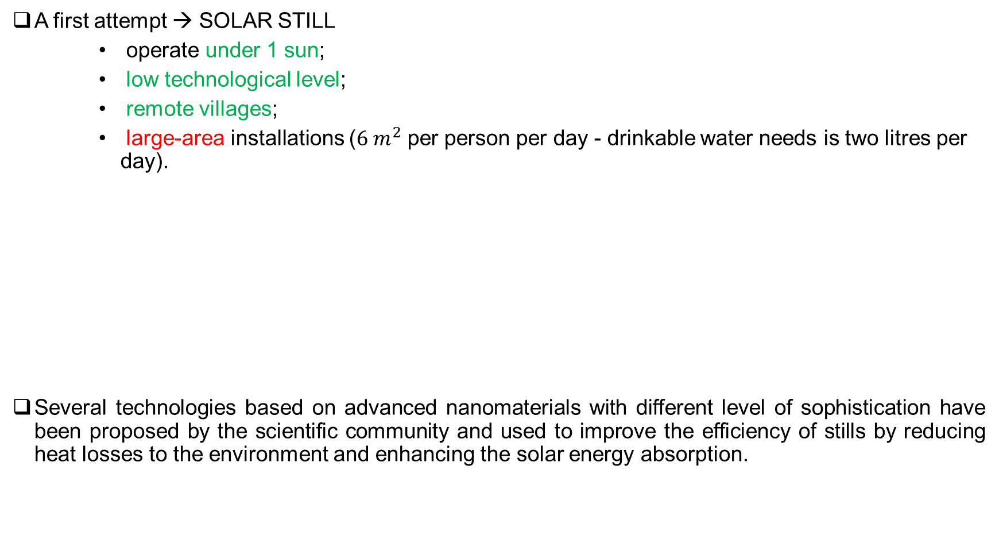 ❑ A first attempt → SOLAR STILL
• operate under 1 sun;
• low technological level;
• remote villages;
• large-area installations (6 m² per person per day - drinkable water needs is two litres per
day).
❑ Several technologies based on advanced nanomaterials with different level of sophistication have
been proposed by the scientific community and used to improve the efficiency of stills by reducing
heat losses to the environment and enhancing the solar energy absorption.